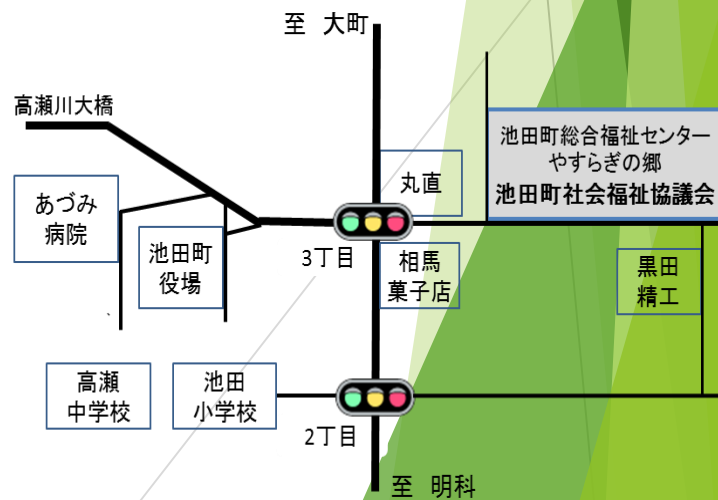 至 大町
高瀬川大橋
池田町総合福祉センター
やすらぎの郷
池田町社会福祉協議会
丸直
あづみ
病院
池田町
役場
3丁目
相馬
菓子店
黒田
精工
高瀬
中学校
池田
小学校
2丁目
至 明科